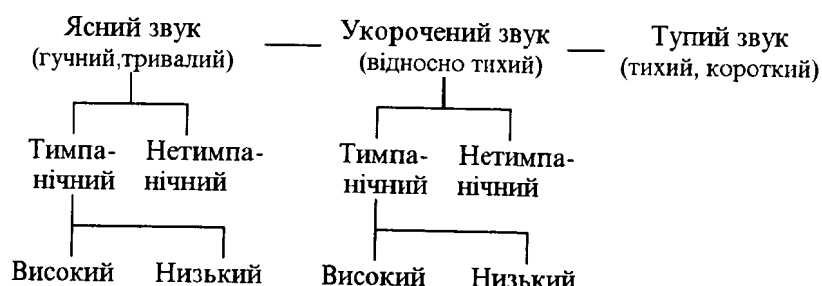 Ясний звук — Укорочений звук — Тупий звук
(гучний,тривалий) (відносно тихий) (тихий, короткий)
Тимпа- Нетимпа- Тимпа- Нетимпа-
нічний нічний нічний нічний
Високий Низький Високий Низький